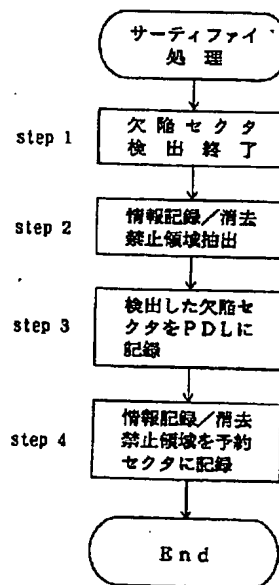 サーティファイ
処理
step 1
欠陥セクタ
検出終了
step 2
情報記録/消去
禁止領域抽出
step 3
検出した欠陥セ
クタをPDLに
記録
step 4
情報記録/消去
禁止領域を予約
セクタに記録
End